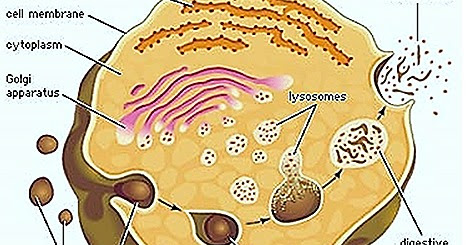 cell membrane
cytoplasm
Golgi
apparatus
lysosomes
digestive